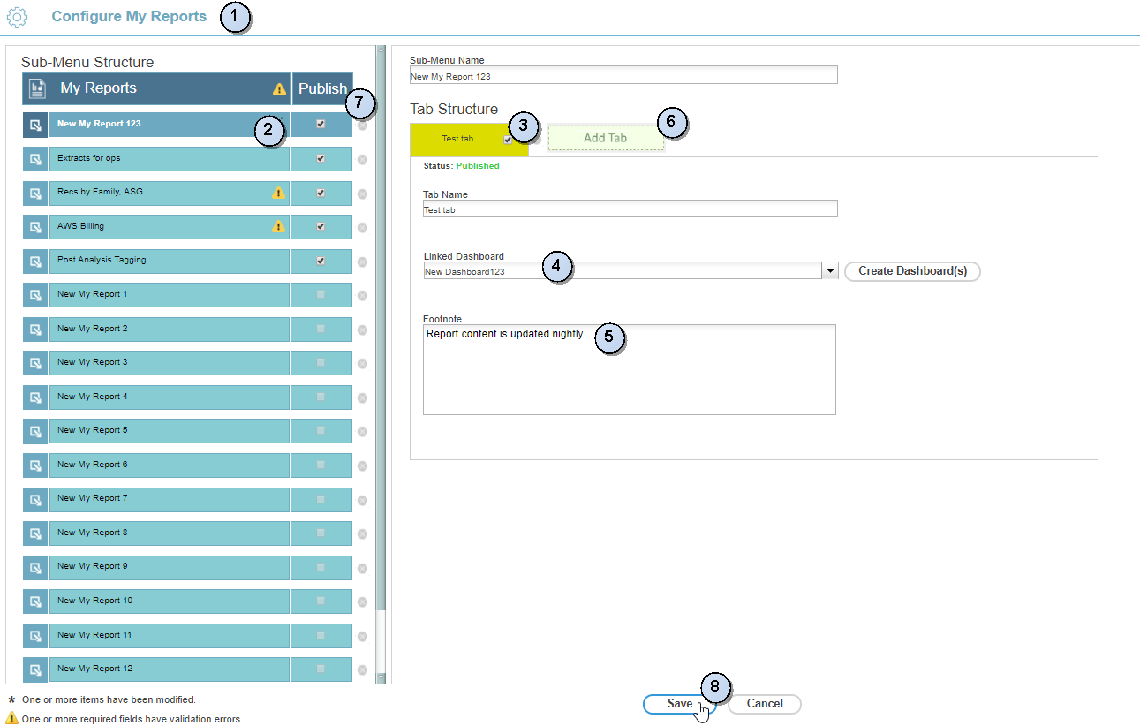 Configure My Reports 1
Sub-Menu Structure
My Reports Publish
7
New My Report 123 2
Extracts for ops
Recs by Family, ASG
AWS Billing
Post Analysis Tagging
New My Report 1
New My Report 2
New My Report 3
New My Report 4
New My Report 5
New My Report 6
New My Report 7
New My Report 8
New My Report 9
New My Report 10
New My Report 11
New My Report 12
* One or more items have been modified.
One or more required fields have validation errors
Sub-Menu Name
New My Report 123
Tab Structure
Test tab 3 Add Tab 6
Status: Published
Tab Name
Test tab
Linked Dashboard
New Dashboard123 4 Create Dashboard(s)
Footnote
Report content is updated nightly 5
8
Save Cancel